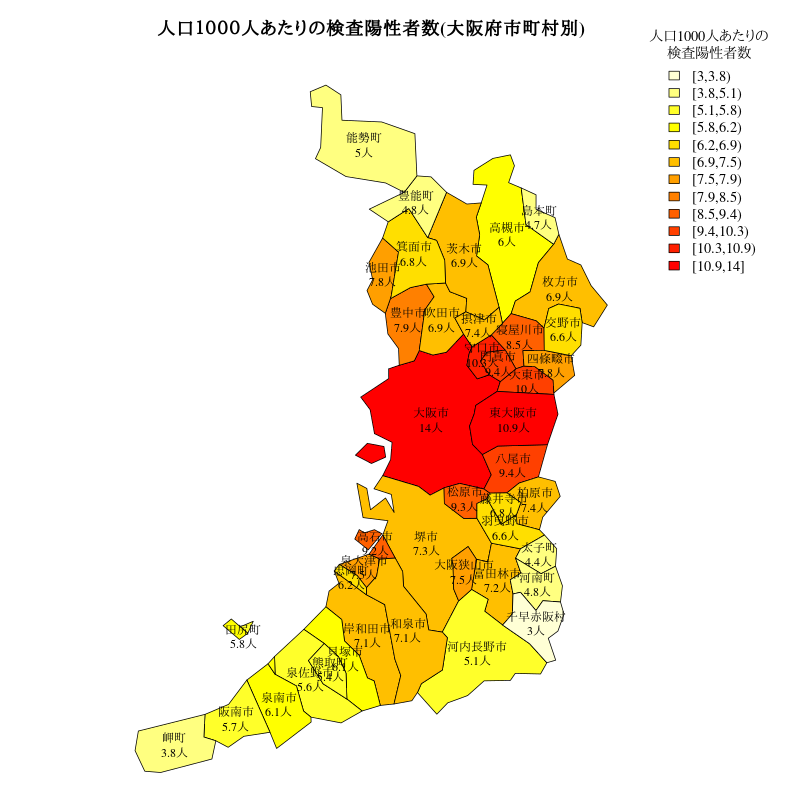 人口1000人あたりの検査陽性者数(大阪府市町村別)
人口1000人あたりの
検査陽性者数
[3,3.8)
[3.8,5.1)
[5.1,5.8)
[5.8,6.2)
[6.2,6.9)
[6.9,7.5)
[7.5,7.9)
[7.9,8.5)
[8.5,9.4)
[9.4,10.3)
[10.3,10.9)
[10.9,14]
能勢町
5人
豊能町
4.8人
島本町
4.7人
高槻市
6人
箕面市
6.8人
茨木市
6.9人
池田市
7.8人
枚方市
6.9人
豊中市
7.9人
吹田市
6.9人
摂津市
7.4人
交野市
6.6人
寝屋川市
8.5人
守口市
10.3人
門真市
9.4人
四條畷市
7.8人
大東市
10人
大阪市
14人
東大阪市
10.9人
八尾市
9.4人
松原市
9.3人
柏原市
7.4人
藤井寺市
6.8人
羽曳野市
6.6人
高石市
9.2人
堺市
7.3人
太子町
4.4人
泉大津市
7.5人
忠岡町
6.2人
大阪狭山市
7.5人
富田林市
7.2人
河南町
4.8人
千早赤阪村
3人
岸和田市
7.1人
和泉市
7.1人
田尻町
5.8人
河内長野市
5.1人
貝塚市
6.1人
熊取町
5.4人
泉佐野市
5.6人
泉南市
6.1人
阪南市
5.7人
岬町
3.8人